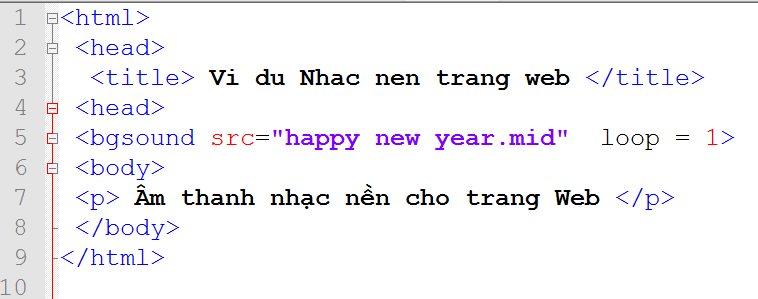 1 <html>
2 <head>
3 <title> Vi du Nhac nen trang web </title>
4 <head>
5 <bgsound src="happy new year.mid"  loop = 1>
6 <body>
7 <p> Âm thanh nhạc nền cho trang Web </p>
8 </body>
9 </html>
10